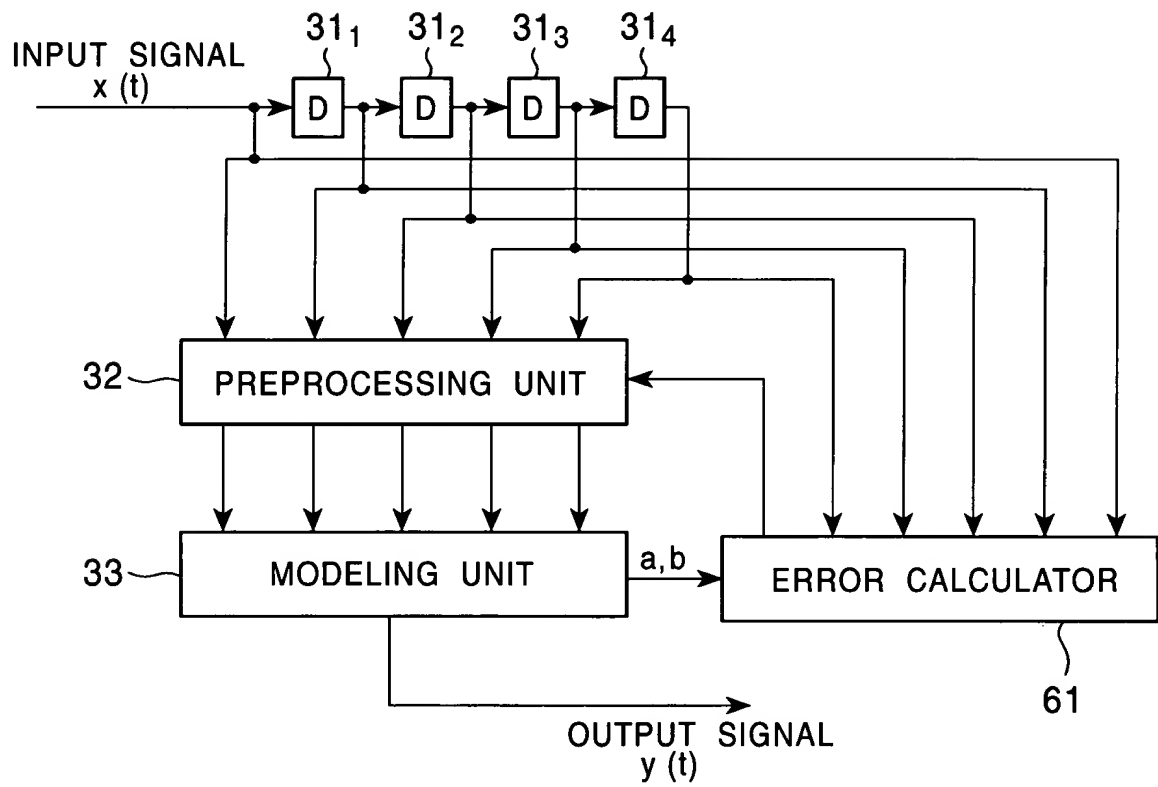 INPUT SIGNAL
x (t)
31₁
31₂
31₃
31₄
D
D
D
D
32
PREPROCESSING UNIT
33
MODELING UNIT
a,b
ERROR CALCULATOR
61
OUTPUT SIGNAL
y (t)